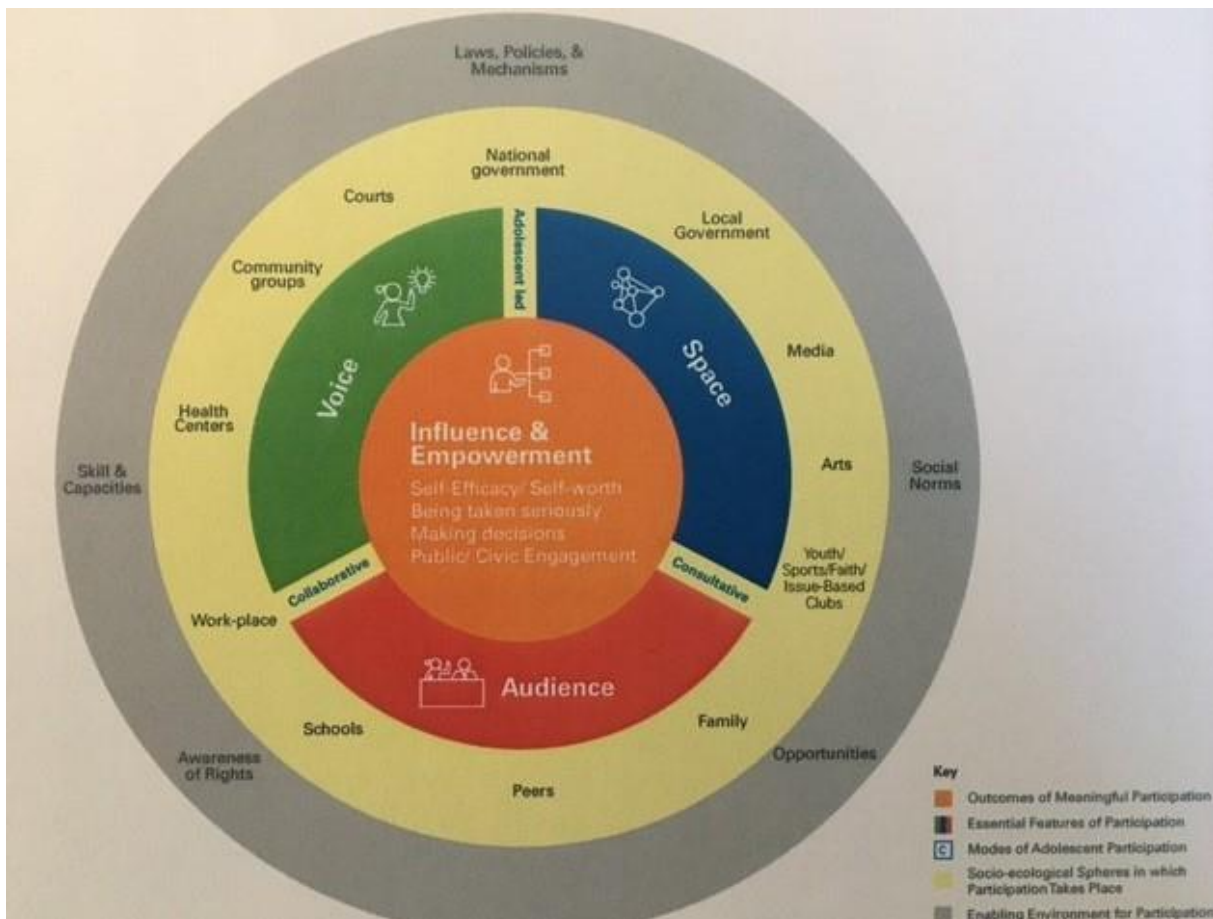 Laws, Policies, &
Mechanisms
National
government
Courts
Local
Government
Community
groups
Adolescent led
Voice
Space
Media
Health
Centers
Influence &
Empowerment
Self-Efficacy/ Self-worth
Being taken seriously
Making decisions
Public/ Civic Engagement
Arts
Skill &
Capacities
Social
Norms
Collaborative
Consultative
Youth/
Sports/Faith/
Issue-Based
Clubs
Work-place
Audience
Schools
Family
Awareness
of Rights
Opportunities
Peers
Key
Outcomes of Meaningful Participation
Essential Features of Participation
C Modes of Adolescent Participation
Socio-ecological Spheres in which
Participation Takes Place
Enabling Environment for Participation